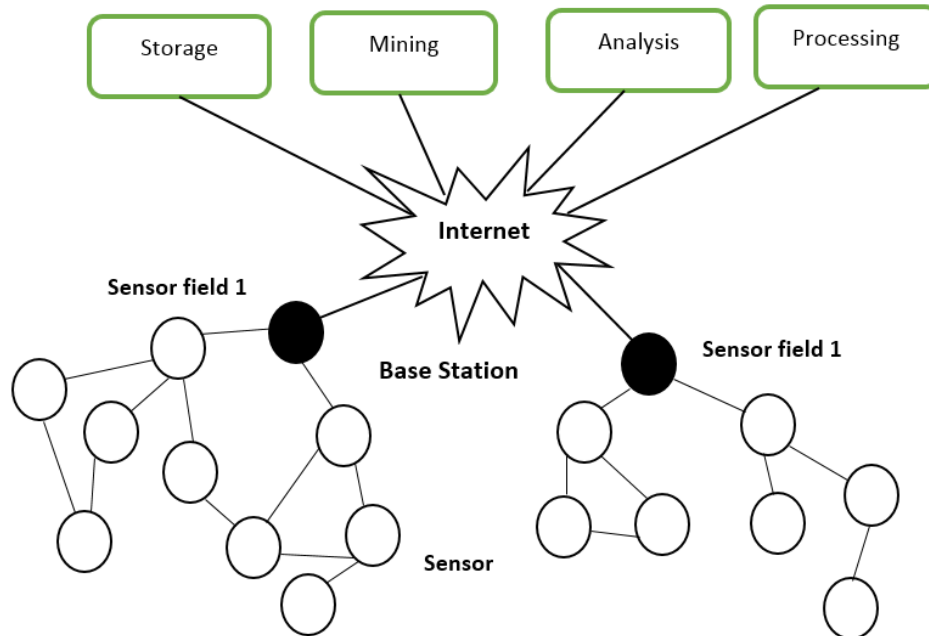 Storage
Mining
Analysis
Processing
Internet
Sensor field 1
Base Station
Sensor field 1
Sensor